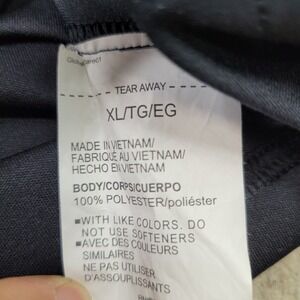 TEAR AWAY
XL/TG/EG
MADE IN VIETNAM/
FABRIQUÉ AU VIETNAM/
HECHO EN VIETNAM
BODY/CORPS/CUERPO
100% POLYESTER/poliéster
■WITH LIKE COLORS. DO
NOT USE SOFTENERS
■AVEC DES COULEURS
SIMILAIRES
NE PAS UTILISER
D'ASSOUPLISSANTS